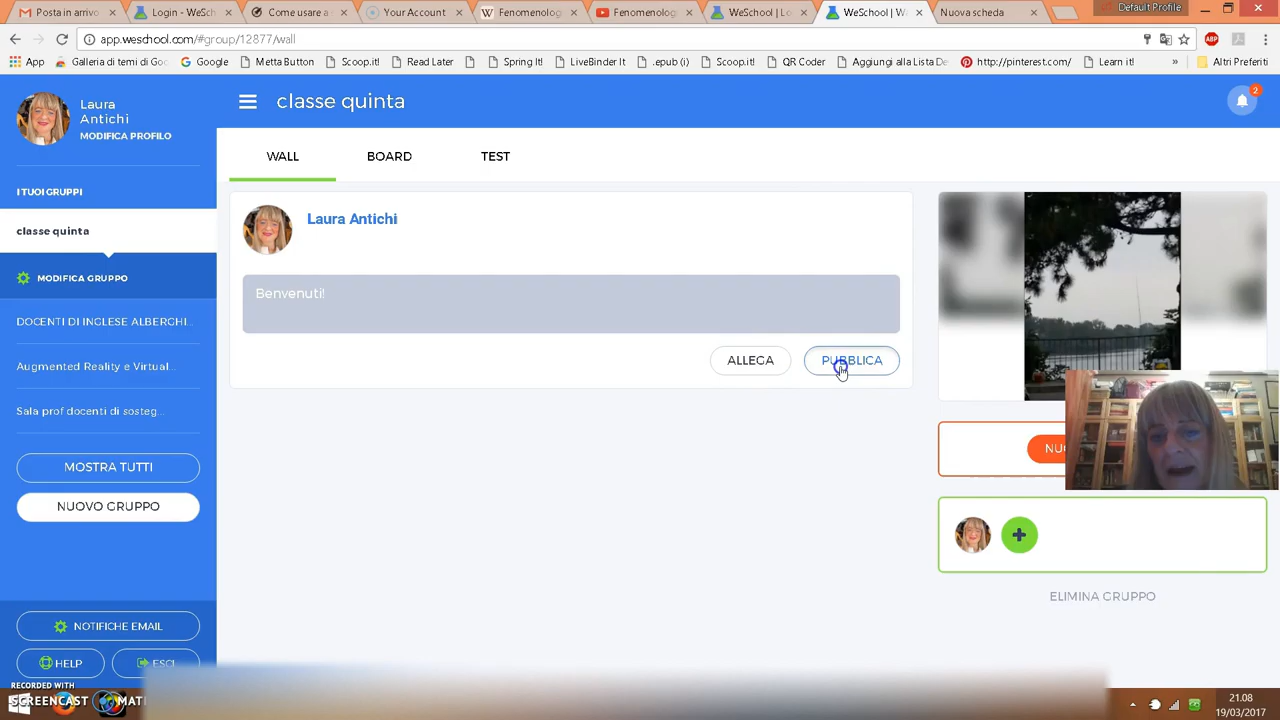 Posta in arrivo
Login - WeSch
Come usare a s
Your Account
Fenomenolog
Fenomenolog
WeSchool | Lo
WeSchool | Wa
Nuova scheda
Default Profile
app.weschool.com/#group/12877/wall
App
Galleria di temi di Goo
Google
Metta Button
Scoop.it!
Read Later
Spring It!
LiveBinder It
.epub (i)
Scoop.it!
QR Coder
Aggiungi alla Lista De
http://pinterest.com/
Learn it!
»
Altri Preferiti
ABP
Laura
Antichi
MODIFICA PROFILO
classe quinta
2
WALL
BOARD
TEST
I TUOI GRUPPI
classe quinta
MODIFICA GRUPPO
DOCENTI DI INGLESE ALBERGHI...
Augmented Reality e Virtual...
Sala prof docenti di sosteg...
MOSTRA TUTTI
NUOVO GRUPPO
NOTIFICHE EMAIL
HELP
ESCI
Laura Antichi
Benvenuti!
ALLEGA
PUBBLICA
NUO
ELIMINA GRUPPO
RECORDED WITH
SCREENCAST
MATI
21.08
19/03/2017